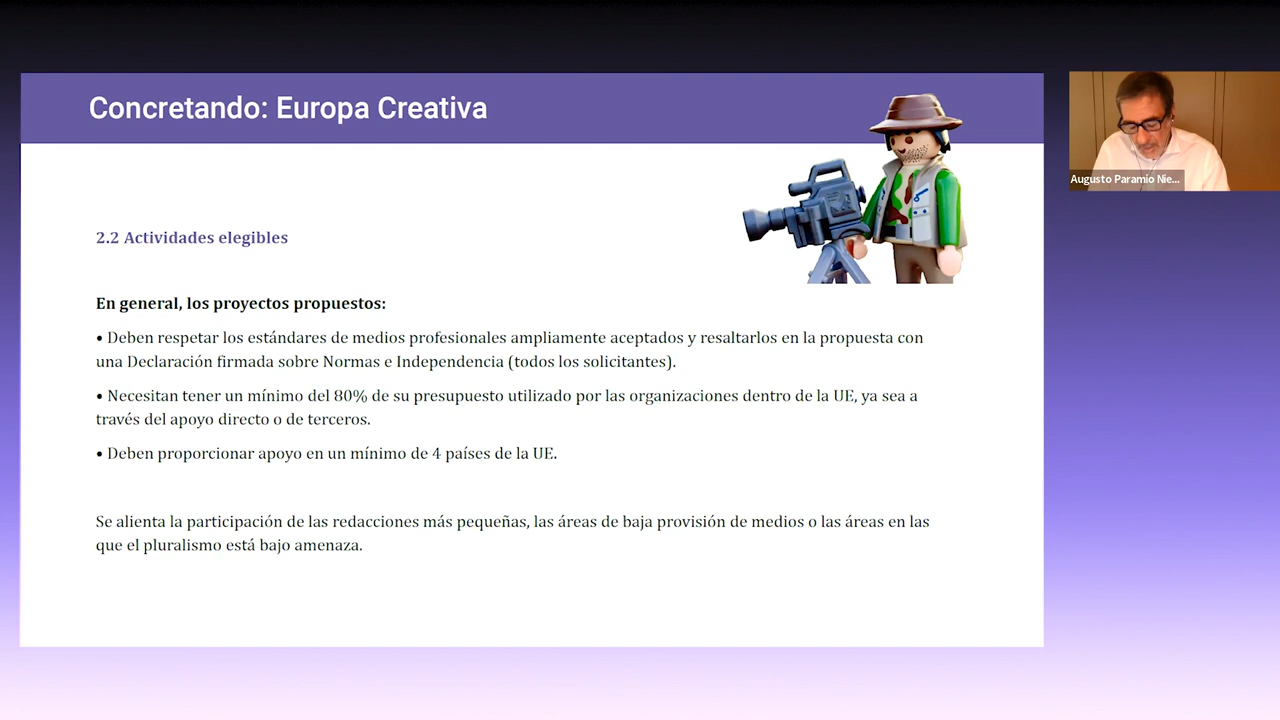 Concretando: Europa Creativa
Augusto Paramio Nie...
2.2 Actividades elegibles
En general, los proyectos propuestos:
• Deben respetar los estándares de medios profesionales ampliamente aceptados y resaltarlos en la propuesta con
una Declaración firmada sobre Normas e Independencia (todos los solicitantes).
• Necesitan tener un mínimo del 80% de su presupuesto utilizado por las organizaciones dentro de la UE, ya sea a
través del apoyo directo o de terceros.
• Deben proporcionar apoyo en un mínimo de 4 países de la UE.
Se alienta la participación de las redacciones más pequeñas, las áreas de baja provisión de medios o las áreas en las
que el pluralismo está bajo amenaza.